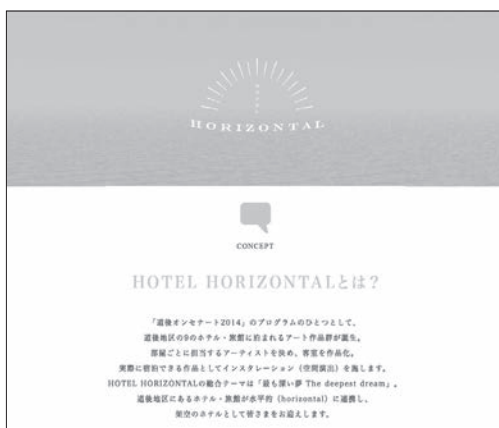 HOTEL
HORIZONTAL
CONCEPT
HOTEL HORIZONTALとは？
「道後オンセナート2014」のプログラムのひとつとして、
道後地区の9のホテル・旅館に泊まれるアート作品群が誕生。
部屋ごとに担当するアーティストを決め、客室を作品化。
実際に宿泊できる作品としてインスタレーション（空間演出）を施します。
HOTEL HORIZONTALの総合テーマは「最も深い夢 The deepest dream」。
道後地区にあるホテル・旅館が水平的（horizontal）に連携し、
架空のホテルとして皆さまをお迎えします。